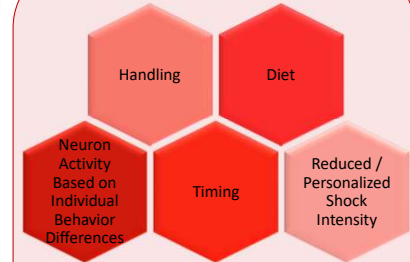 Handling
Diet
Neuron
Activity
Based on
Individual
Behavior
Differences
Timing
Reduced /
Personalized
Shock
Intensity